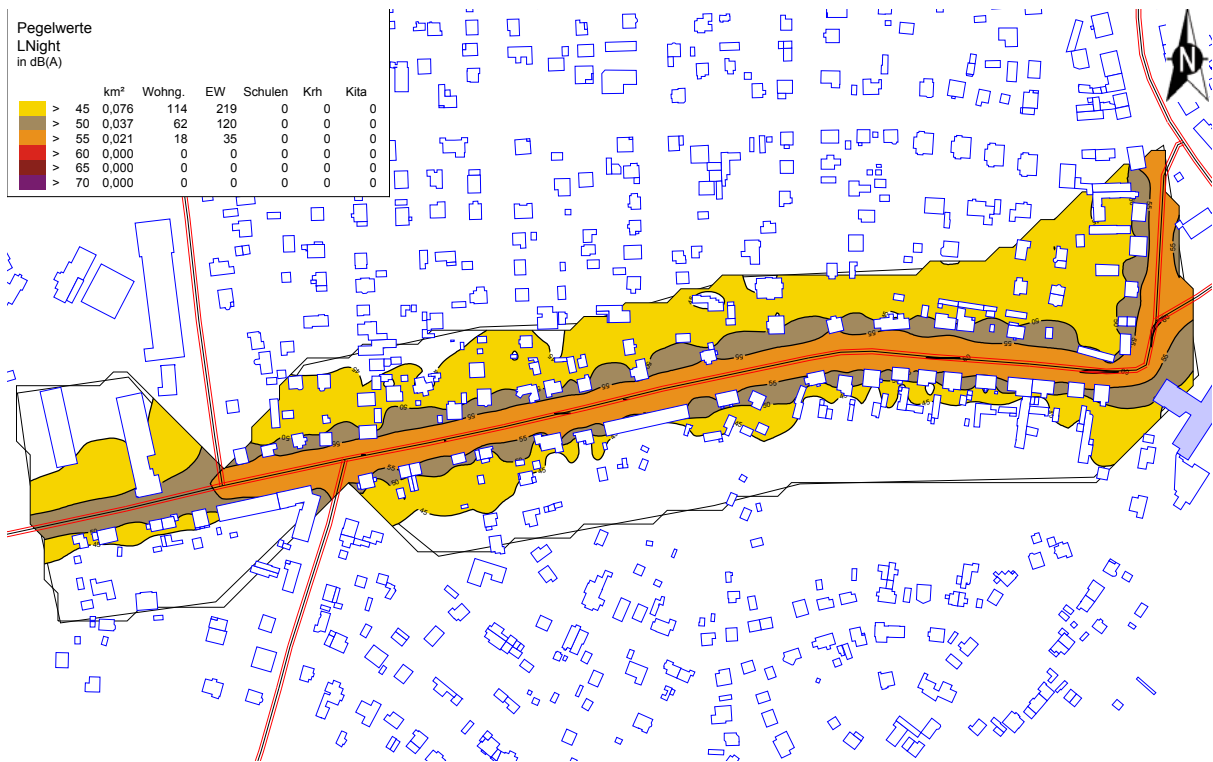 Pegelwerte
LNight
in dB(A)
km² Wohng. EW Schulen Krh Kita
> 45 0,076 114 219 0 0 0
> 50 0,037 62 120 0 0 0
> 55 0,021 18 35 0 0 0
> 60 0,000 0 0 0 0 0
> 65 0,000 0 0 0 0 0
> 70 0,000 0 0 0 0 0
N